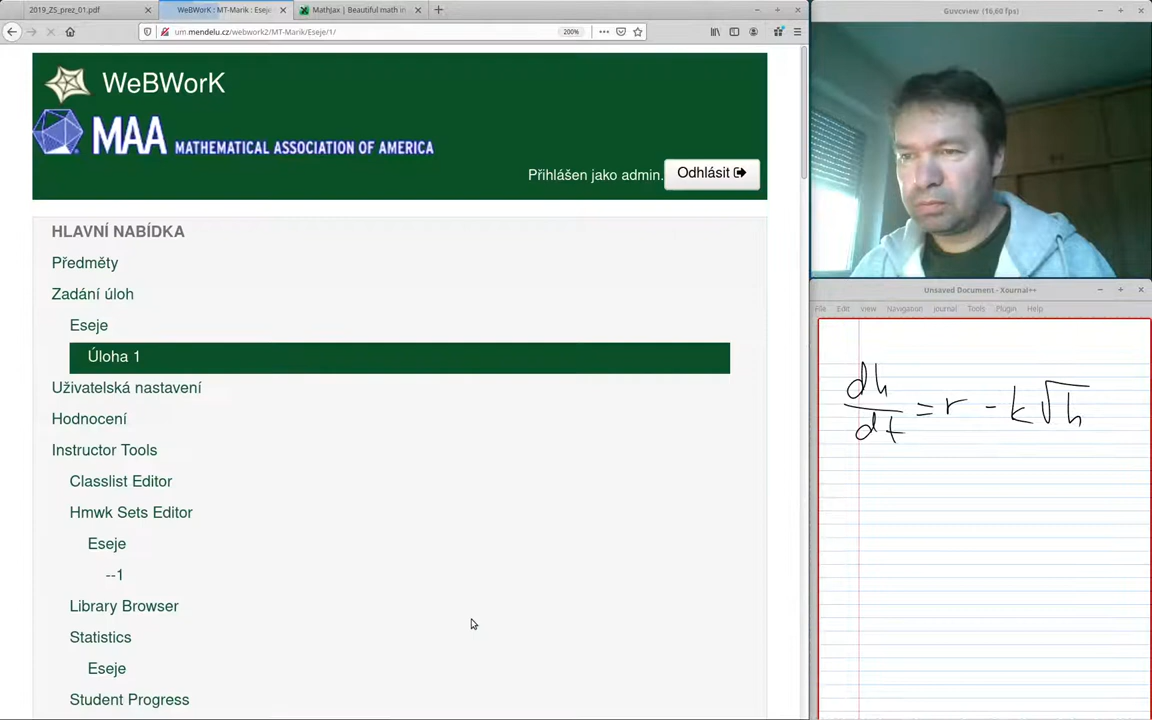 2019_ZS_prez_01.pdf
WeBWorK : MT-Marik : Eseje
MathJax | Beautiful math in
Guvcview (16,60 fps)
um.mendelu.cz/webwork2/MT-Marik/Eseje/1/
200%
WeBWorK
MAA MATHEMATICAL ASSOCIATION OF AMERICA
Přihlášen jako admin. Odhlásit
HLAVNÍ NABÍDKA
Předměty
Zadání úloh
Eseje
Úloha 1
Uživatelská nastavení
Hodnocení
Instructor Tools
Classlist Editor
Hmwk Sets Editor
Eseje
--1
Library Browser
Statistics
Eseje
Student Progress
Unsaved Document - Xournal++
File Edit View Navigation Journal Tools Plugin Help
dh/dt = r - k√h